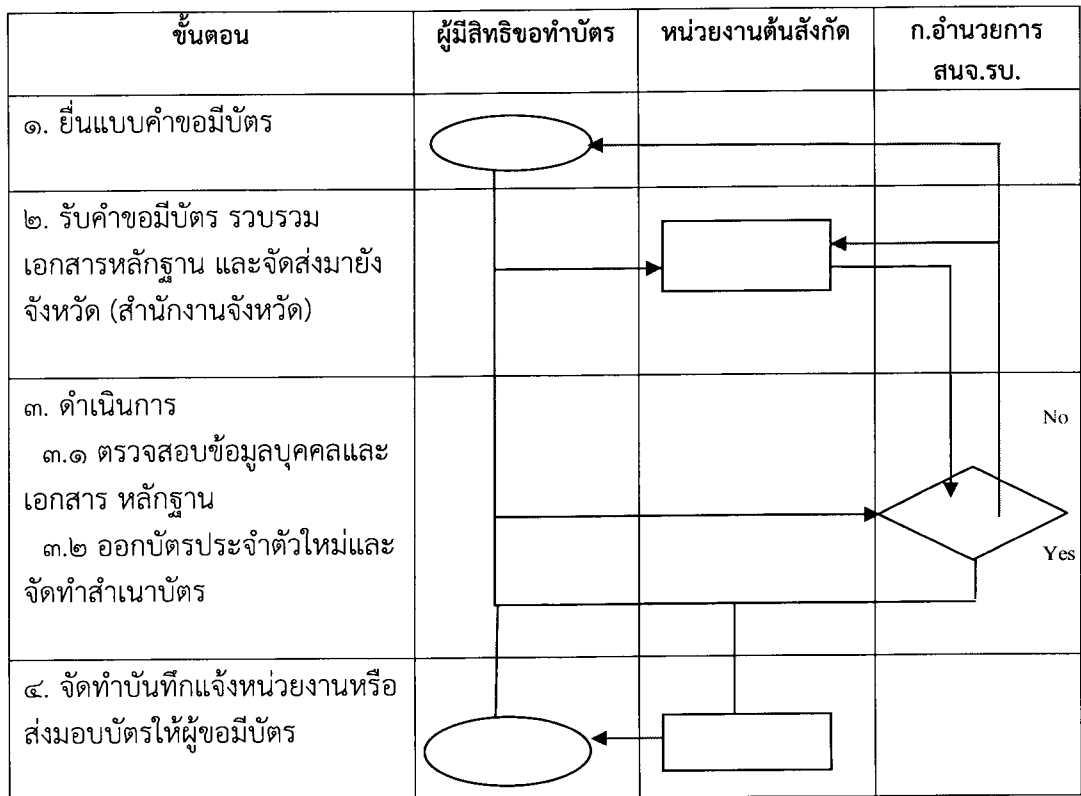 ขั้นตอน
ผู้มีสิทธิขอทำบัตร
หน่วยงานต้นสังกัด
ก.อำนวยการ
สนจ.รบ.
๑. ยื่นแบบคำขอมีบัตร
๒. รับคำขอมีบัตร รวบรวม
เอกสารหลักฐาน และจัดส่งมายัง
จังหวัด (สำนักงานจังหวัด)
๓. ดำเนินการ
๓.๑ ตรวจสอบข้อมูลบุคคลและ
เอกสาร หลักฐาน
๓.๒ ออกบัตรประจำตัวใหม่และ
จัดทำสำเนาบัตร
No
Yes
๔. จัดทำบันทึกแจ้งหน่วยงานหรือ
ส่งมอบบัตรให้ผู้ขอมีบัตร